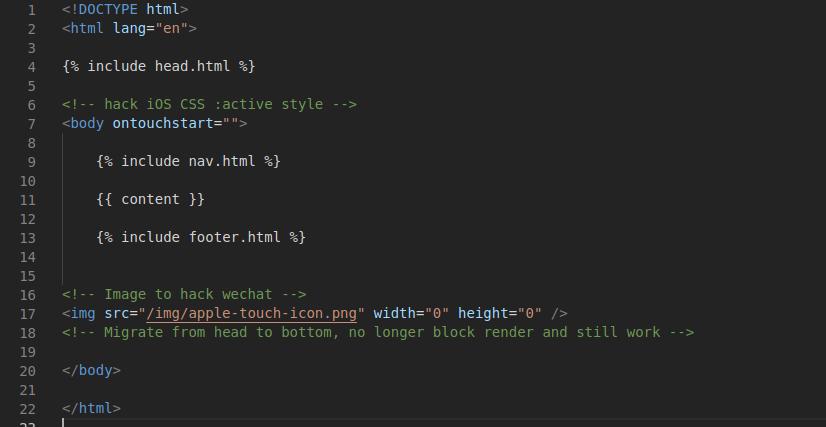 1 <!DOCTYPE html>
2 <html lang="en">
3
4 {% include head.html %}
5
6 <!-- hack iOS CSS :active style -->
7 <body ontouchstart="">
8
9 {% include nav.html %}
10
11 {{ content }}
12
13 {% include footer.html %}
14
15
16 <!-- Image to hack wechat -->
17 <img src="/img/apple-touch-icon.png" width="0" height="0" />
18 <!-- Migrate from head to bottom, no longer block render and still work -->
19
20 </body>
21
22 </html>
23